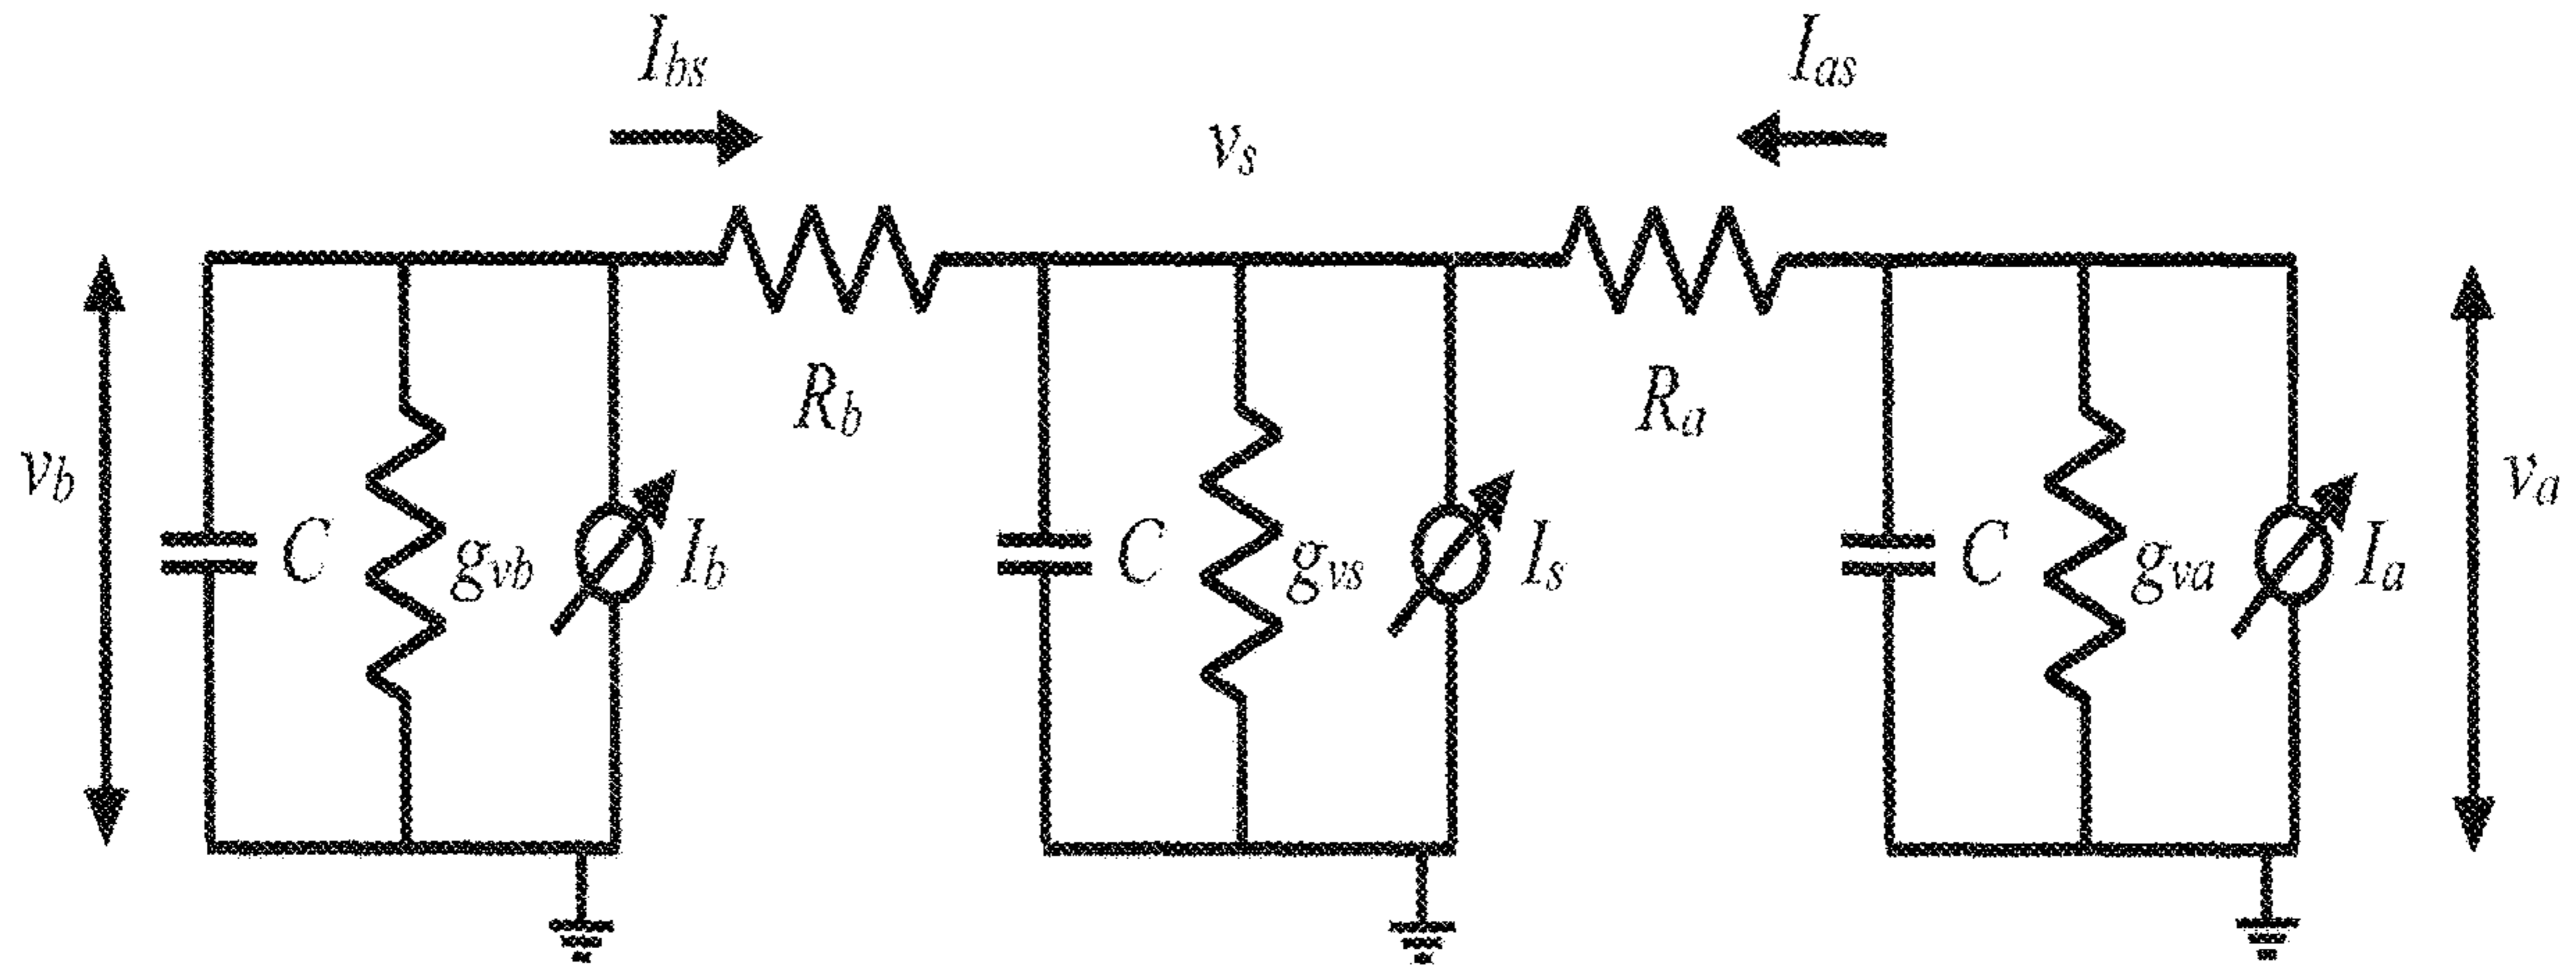 Ibs Ias
vs
Rb Ra
vb va
C gvb Ib C gvs Is C gva Ia